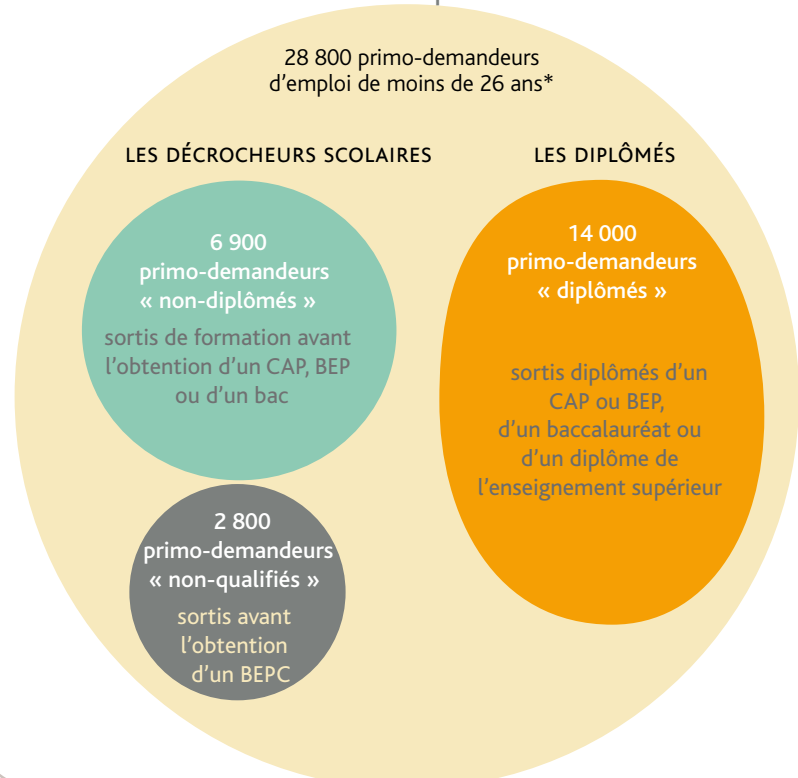 28 800 primo-demandeurs
d’emploi de moins de 26 ans*
LES DÉCROCHEURS SCOLAIRES
6 900
primo-demandeurs
« non-diplômés »
sortis de formation avant
l’obtention d’un CAP, BEP
ou d’un bac
2 800
primo-demandeurs
« non-qualifiés »
sortis avant
l’obtention
d’un BEPC
LES DIPLÔMÉS
14 000
primo-demandeurs
« diplômés »
sortis diplômés d’un
CAP ou BEP,
d’un baccalauréat ou
d’un diplôme de
l’enseignement supérieur